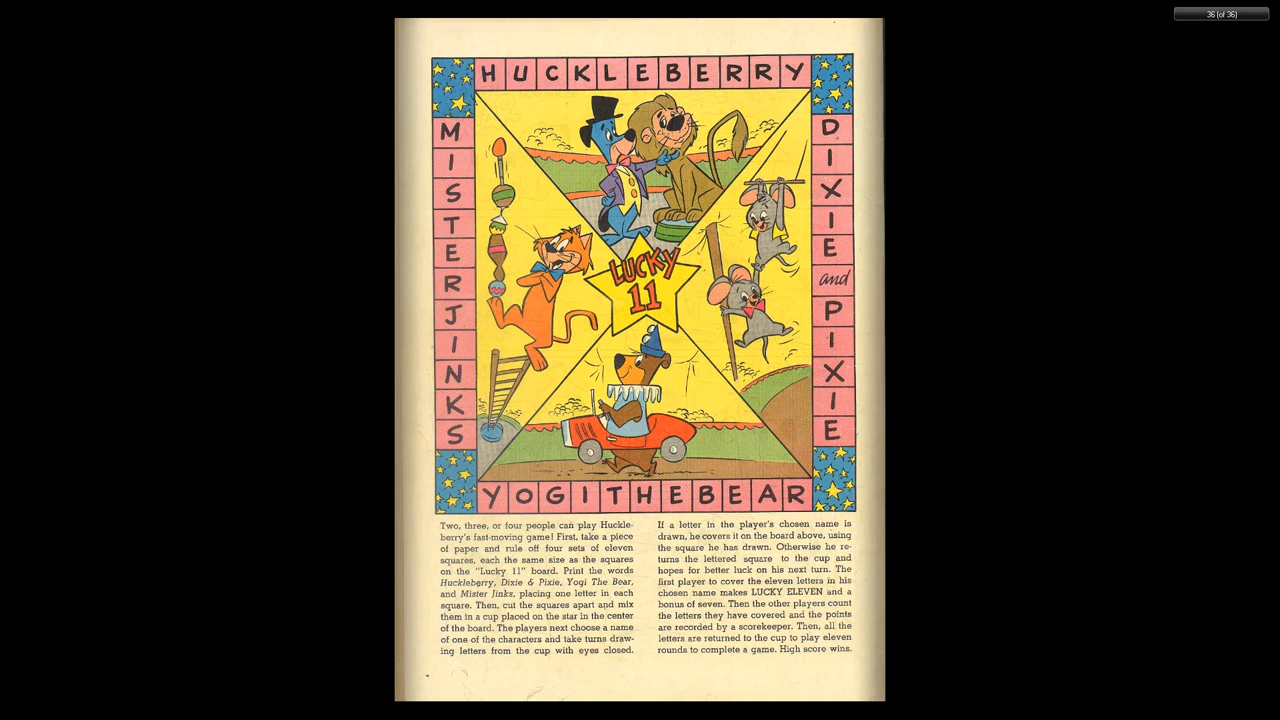 36 (of 36)
HUCKLEBERRY
MISTERJINKS
DIXIE and PIXIE
LUCKY
11
YOGITHEBEAR
Two, three, or four people can play Huckle-
berry's fast-moving game! First, take a piece
of paper and rule off four sets of eleven
squares, each the same size as the squares
on the "Lucky 11" board. Print the words
Huckleberry, Dixie & Pixie, Yogi The Bear,
and Mister Jinks, placing one letter in each
square. Then, cut the squares apart and mix
them in a cup placed on the star in the center
of the board. The players next choose a name
of one of the characters and take turns draw-
ing letters from the cup with eyes closed.
If a letter in the player's chosen name is
drawn, he covers it on the board above, using
the square he has drawn. Otherwise he re-
turns the lettered square to the cup and
hopes for better luck on his next turn. The
first player to cover the eleven letters in his
chosen name makes LUCKY ELEVEN and a
bonus of seven. Then the other players count
the letters they have covered and the points
are recorded by a scorekeeper. Then, all the
letters are returned to the cup to play eleven
rounds to complete a game. High score wins.